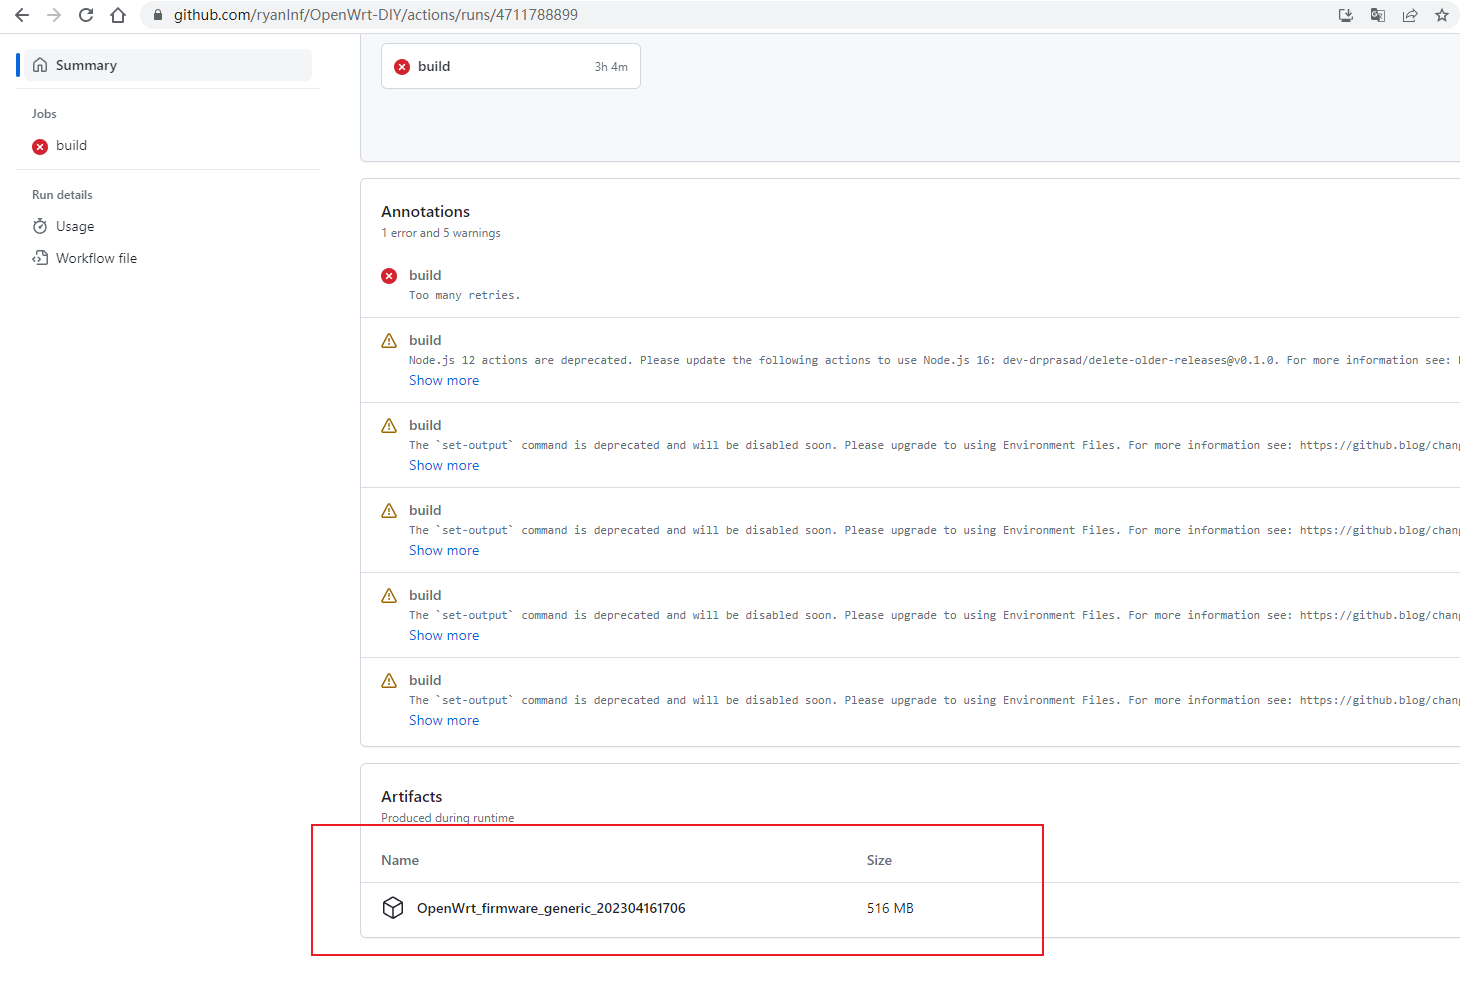 github.com/ryanInf/OpenWrt-DIY/actions/runs/4711788899
Summary
Jobs
build
Run details
Usage
Workflow file
build 3h 4m
Annotations
1 error and 5 warnings
build
Too many retries.
build
Node.js 12 actions are deprecated. Please update the following actions to use Node.js 16: dev-drprasad/delete-older-releases@v0.1.0. For more information see:
Show more
build
The `set-output` command is deprecated and will be disabled soon. Please upgrade to using Environment Files. For more information see: https://github.blog/chang
Show more
build
The `set-output` command is deprecated and will be disabled soon. Please upgrade to using Environment Files. For more information see: https://github.blog/chang
Show more
build
The `set-output` command is deprecated and will be disabled soon. Please upgrade to using Environment Files. For more information see: https://github.blog/chang
Show more
build
The `set-output` command is deprecated and will be disabled soon. Please upgrade to using Environment Files. For more information see: https://github.blog/chang
Show more
Artifacts
Produced during runtime
Name Size
OpenWrt_firmware_generic_202304161706 516 MB